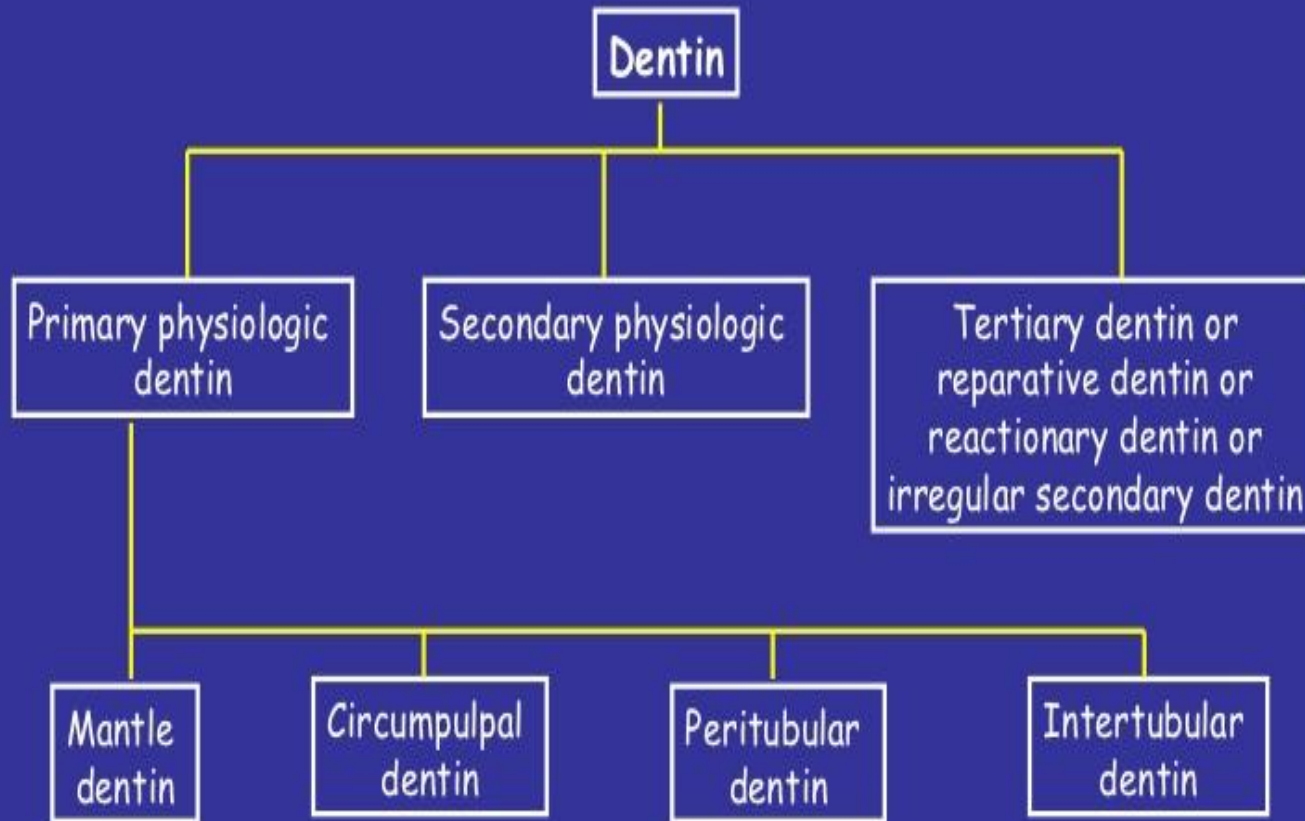 Dentin
Primary physiologic
dentin
Secondary physiologic
dentin
Tertiary dentin or
reparative dentin or
reactionary dentin or
irregular secondary dentin
Mantle
dentin
Circumpulpal
dentin
Peritubular
dentin
Intertubular
dentin